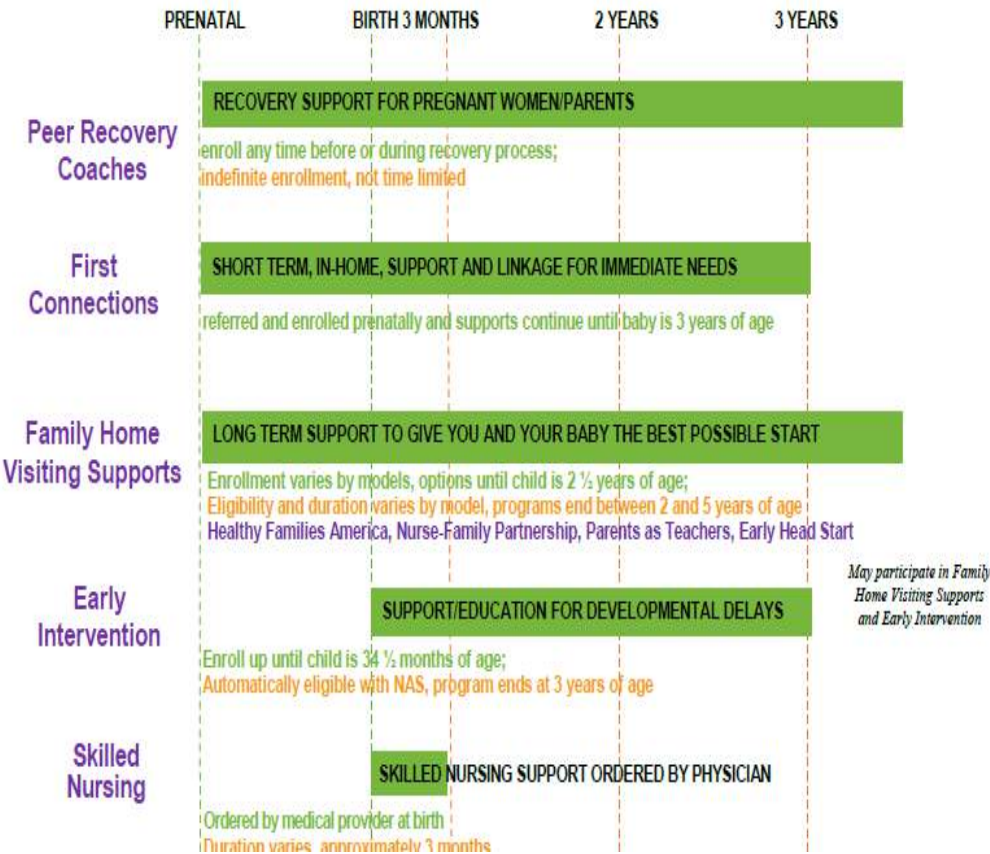 PRENATAL BIRTH 3 MONTHS 2 YEARS 3 YEARS
Peer Recovery
Coaches
RECOVERY SUPPORT FOR PREGNANT WOMEN/PARENTS
enroll any time before or during recovery process;
indefinite enrollment, not time limited
First
Connections
SHORT TERM, IN-HOME, SUPPORT AND LINKAGE FOR IMMEDIATE NEEDS
referred and enrolled prenatally and supports continue until baby is 3 years of age
Family Home
Visiting Supports
LONG TERM SUPPORT TO GIVE YOU AND YOUR BABY THE BEST POSSIBLE START
Enrollment varies by models, options until child is 2 ½ years of age;
Eligibility and duration varies by model, programs end between 2 and 5 years of age
Healthy Families America, Nurse-Family Partnership, Parents as Teachers, Early Head Start
May participate in Family
Home Visiting Supports
and Early Intervention
Early
Intervention
SUPPORT/EDUCATION FOR DEVELOPMENTAL DELAYS
Enroll up until child is 34 ½ months of age;
Automatically eligible with NAS, program ends at 3 years of age
Skilled
Nursing
SKILLED NURSING SUPPORT ORDERED BY PHYSICIAN
Ordered by medical provider at birth
Duration varies, approximately 3 months